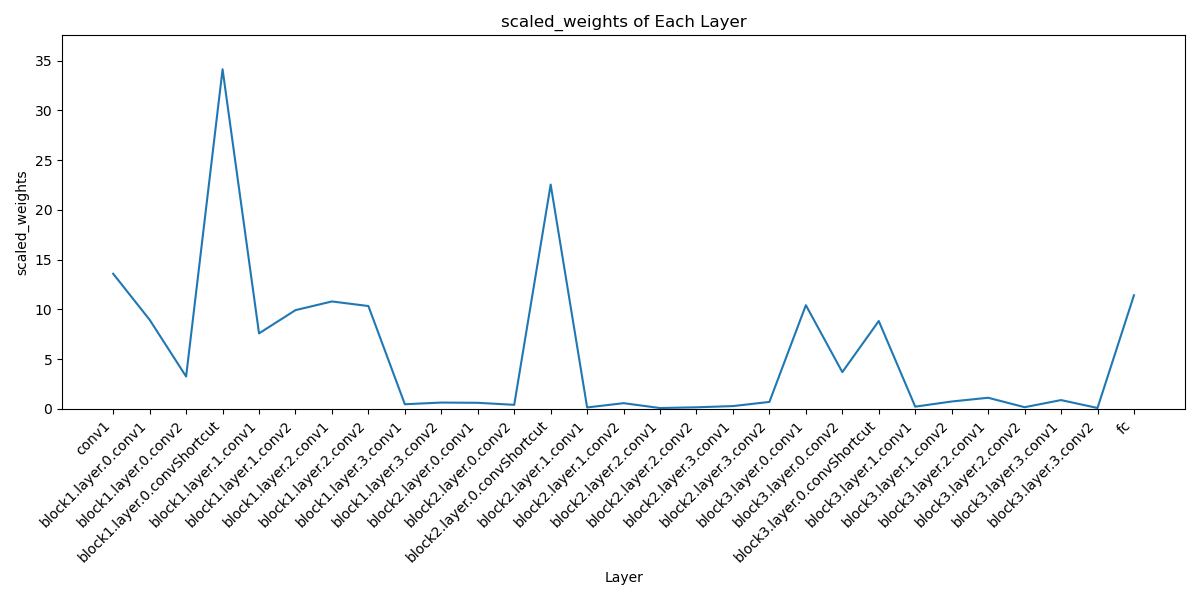 scaled_weights of Each Layer
scaled_weights
35
30
25
20
15
10
5
0
conv1
block1.layer.0.conv1
block1.layer.0.conv2
block1.layer.0.convShortcut
block1.layer.1.conv1
block1.layer.1.conv2
block1.layer.2.conv1
block1.layer.2.conv2
block1.layer.3.conv1
block1.layer.3.conv2
block2.layer.0.conv1
block2.layer.0.conv2
block2.layer.0.convShortcut
block2.layer.1.conv1
block2.layer.1.conv2
block2.layer.2.conv1
block2.layer.2.conv2
block2.layer.3.conv1
block2.layer.3.conv2
block3.layer.0.conv1
block3.layer.0.conv2
block3.layer.0.convShortcut
block3.layer.1.conv1
block3.layer.1.conv2
block3.layer.2.conv1
block3.layer.2.conv2
block3.layer.3.conv1
block3.layer.3.conv2
fc
Layer